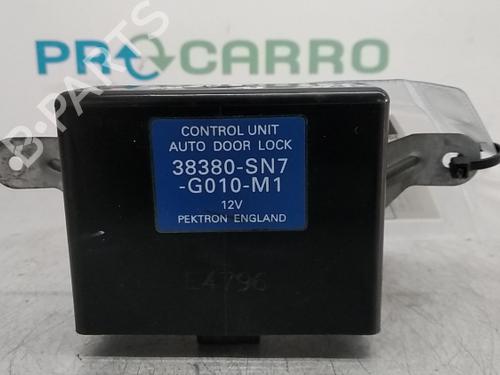 PRO CARRO
B-PARTS
CONTROL UNIT
AUTO DOOR LOCK
38380-SN7
-G010-M1
12V
PEKTRON ENGLAND
L4796